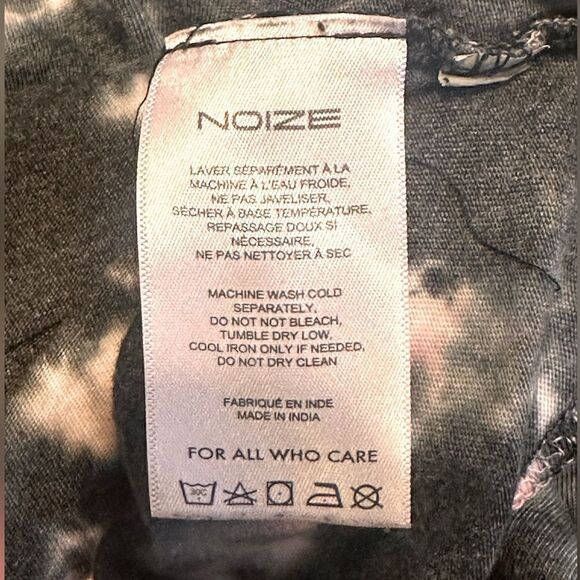 NOIZE
LAVER SÉPARÉMENT À LA
MACHINE À L'EAU FROIDE,
NE PAS JAVELISER,
SÉCHER À BASE TEMPÉRATURE,
REPASSAGE DOUX SI
NÉCESSAIRE,
NE PAS NETTOYER À SEC
MACHINE WASH COLD
SEPARATELY,
DO NOT NOT BLEACH,
TUMBLE DRY LOW,
COOL IRON ONLY IF NEEDED,
DO NOT DRY CLEAN
FABRIQUÉ EN INDE
MADE IN INDIA
FOR ALL WHO CARE
30C